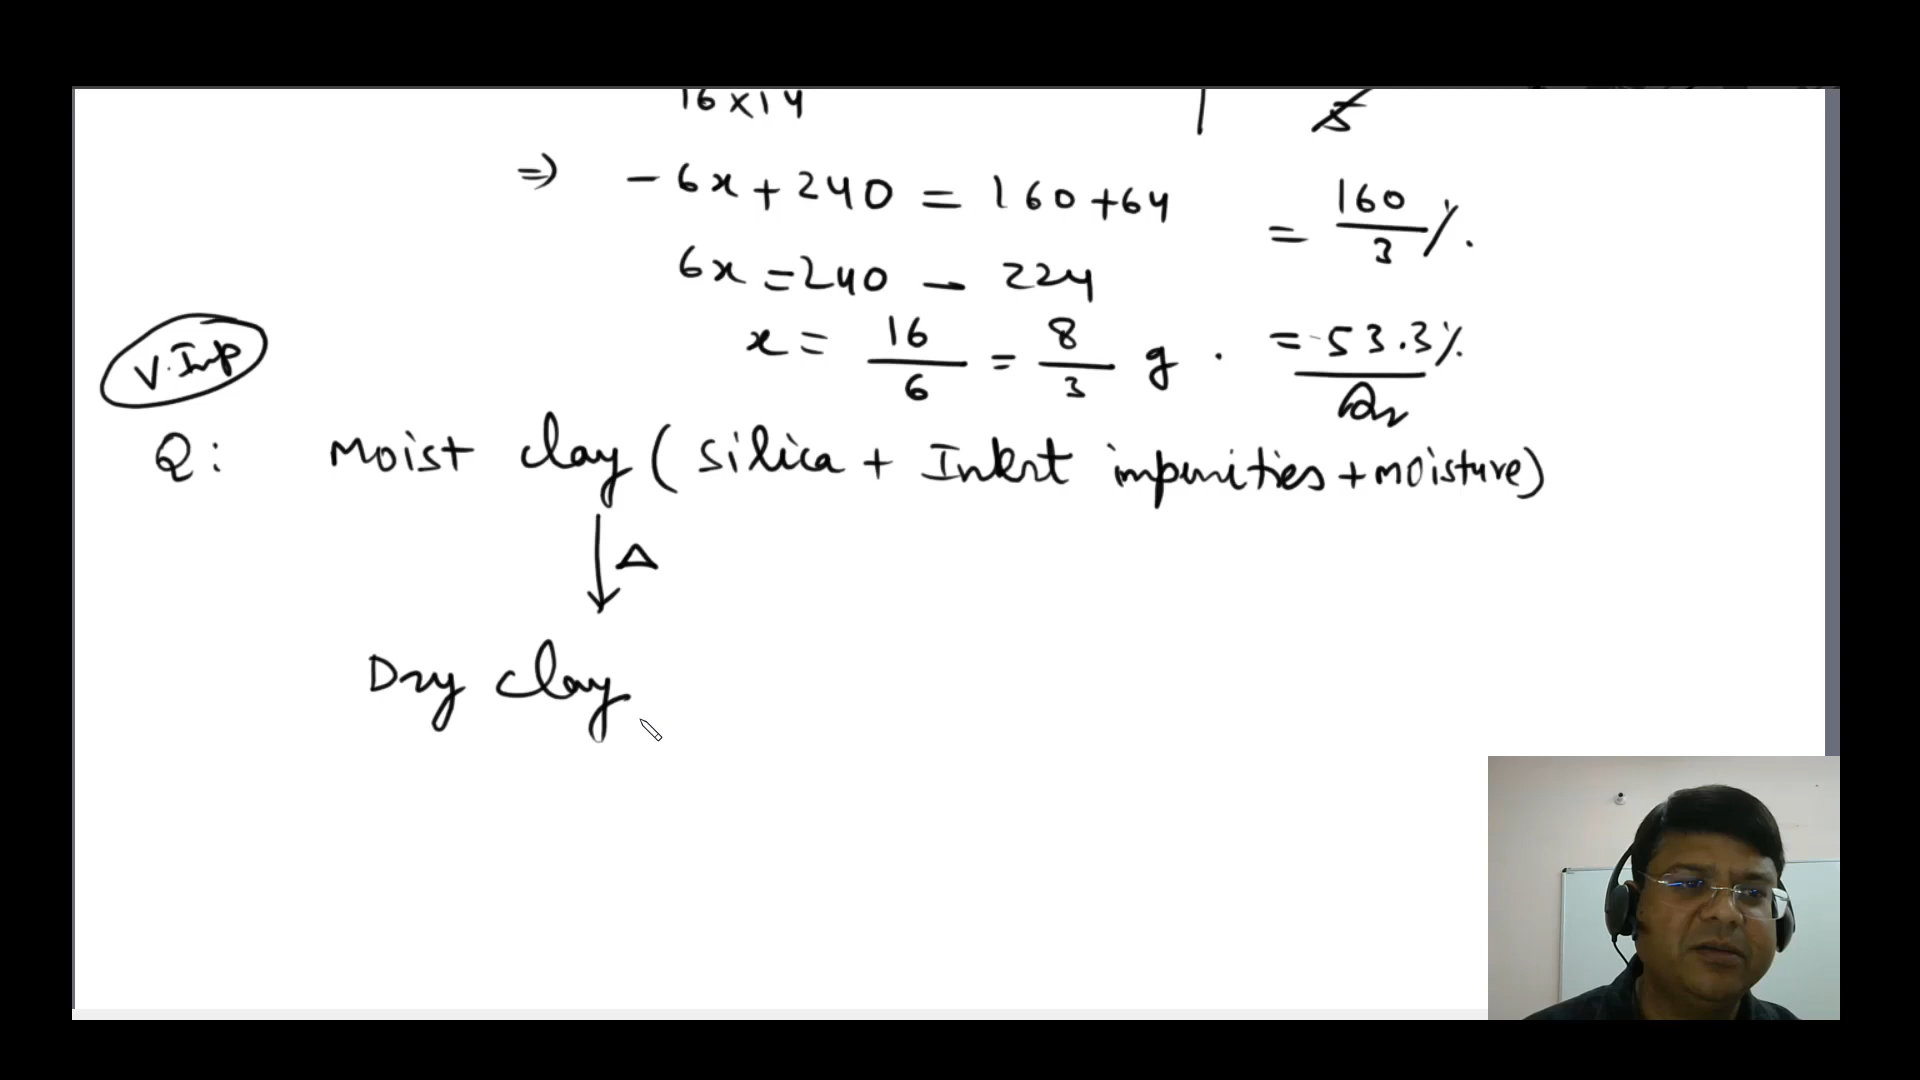 16×14
⇒ -6x+240 = 160+64
= 160/3 %.
6x = 240 - 224
x = 16/6 = 8/3 g . = 53.3%
V.Imp
Q: Moist clay (silica + Inert impurities + moisture)
Δ
Dry clay